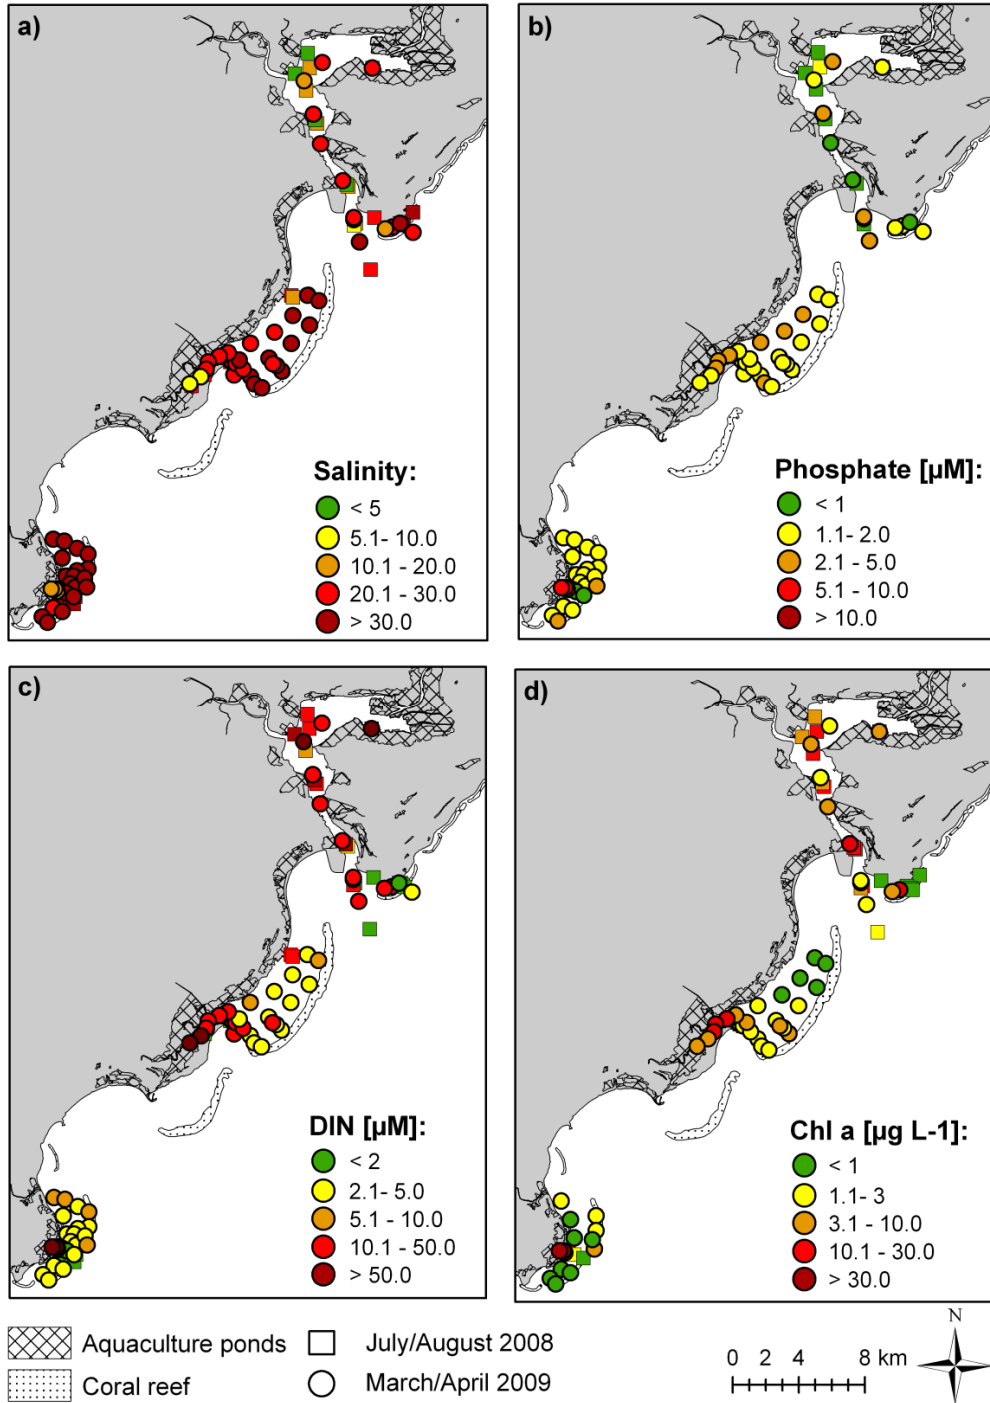 a)
Salinity:
< 5
5.1- 10.0
10.1 - 20.0
20.1 - 30.0
> 30.0
b)
Phosphate [µM]:
< 1
1.1- 2.0
2.1 - 5.0
5.1 - 10.0
> 10.0
c)
DIN [µM]:
< 2
2.1- 5.0
5.1 - 10.0
10.1 - 50.0
> 50.0
d)
Chl a [µg L-1]:
< 1
1.1- 3
3.1 - 10.0
10.1 - 30.0
> 30.0
Aquaculture ponds
Coral reef
July/August 2008
March/April 2009
0 2 4 8 km
N